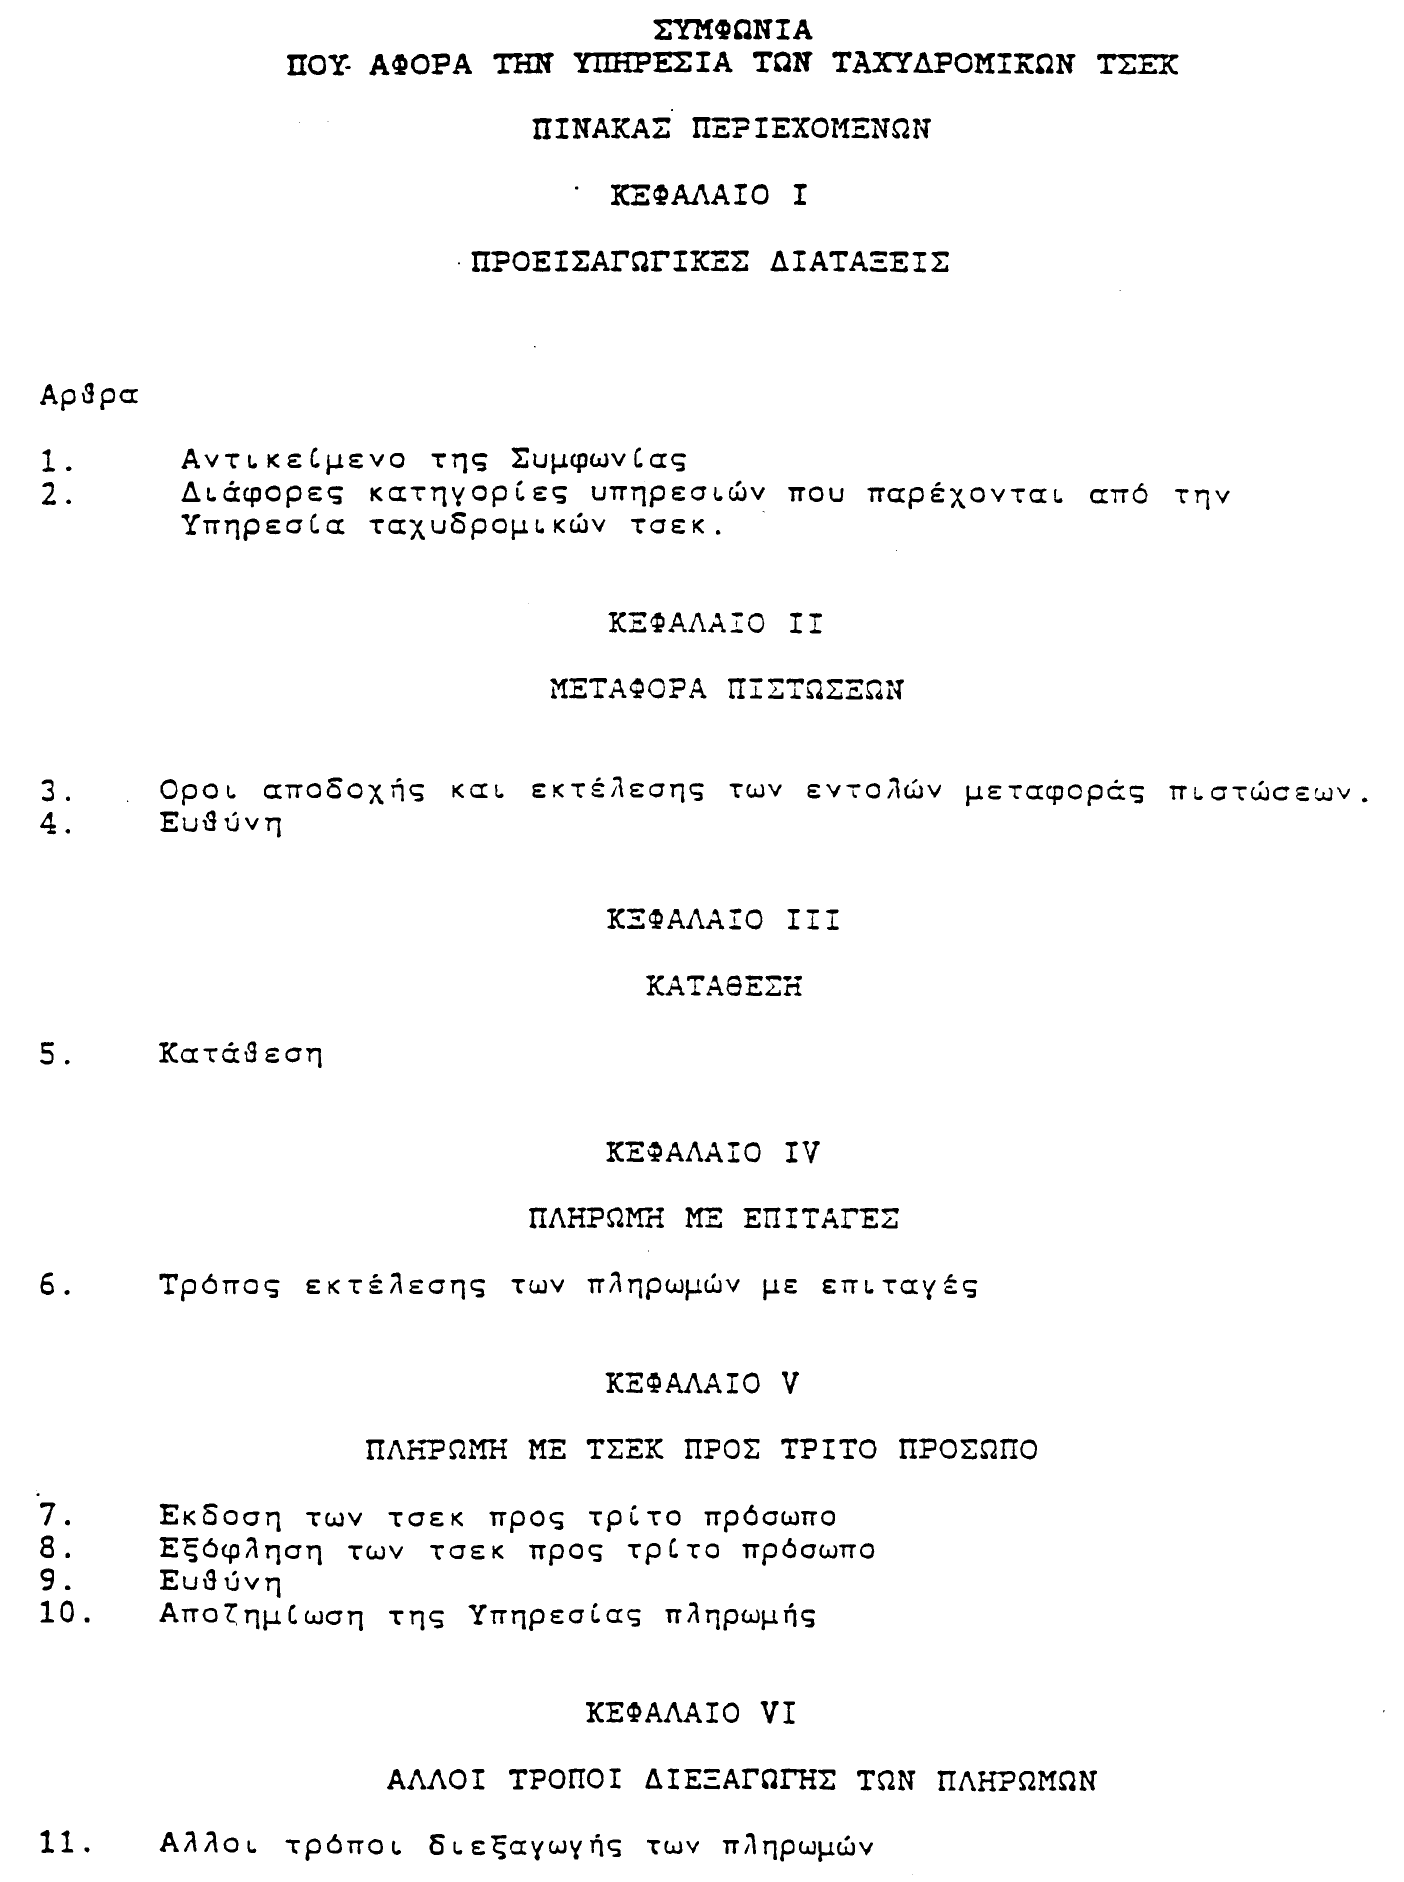 ΣΥΜΦΩΝΙΑ
ΠΟΥ ΑΦΟΡΑ ΤΗΝ ΥΠΗΡΕΣΙΑ ΤΩΝ ΤΑΧΥΔΡΟΜΙΚΩΝ ΤΣΕΚ
ΠΙΝΑΚΑΣ ΠΕΡΙΕΧΟΜΕΝΩΝ
ΚΕΦΑΛΑΙΟ Ι
ΠΡΟΕΙΣΑΓΩΓΙΚΕΣ ΔΙΑΤΑΞΕΙΣ
Αρθρα
1. Αντικείμενο της Συμφωνίας
2. Διάφορες κατηγορίες υπηρεσιών που παρέχονται από την
Υπηρεσία ταχυδρομικών τσεκ.
ΚΕΦΑΛΑΙΟ ΙΙ
ΜΕΤΑΦΟΡΑ ΠΙΣΤΩΣΕΩΝ
3. Οροι αποδοχής και εκτέλεσης των εντολών μεταφοράς πιστώσεων.
4. Ευθύνη
ΚΕΦΑΛΑΙΟ ΙΙΙ
ΚΑΤΑΘΕΣΗ
5. Κατάθεση
ΚΕΦΑΛΑΙΟ IV
ΠΛΗΡΩΜΗ ΜΕ ΕΠΙΤΑΓΕΣ
6. Τρόπος εκτέλεσης των πληρωμών με επιταγές
ΚΕΦΑΛΑΙΟ V
ΠΛΗΡΩΜΗ ΜΕ ΤΣΕΚ ΠΡΟΣ ΤΡΙΤΟ ΠΡΟΣΩΠΟ
7. Εκδοση των τσεκ προς τρίτο πρόσωπο
8. Εξόφληση των τσεκ προς τρίτο πρόσωπο
9. Ευθύνη
10. Αποζημίωση της Υπηρεσίας πληρωμής
ΚΕΦΑΛΑΙΟ VI
ΑΛΛΟΙ ΤΡΟΠΟΙ ΔΙΕΞΑΓΩΓΗΣ ΤΩΝ ΠΛΗΡΩΜΩΝ
11. Αλλοι τρόποι διεξαγωγής των πληρωμών